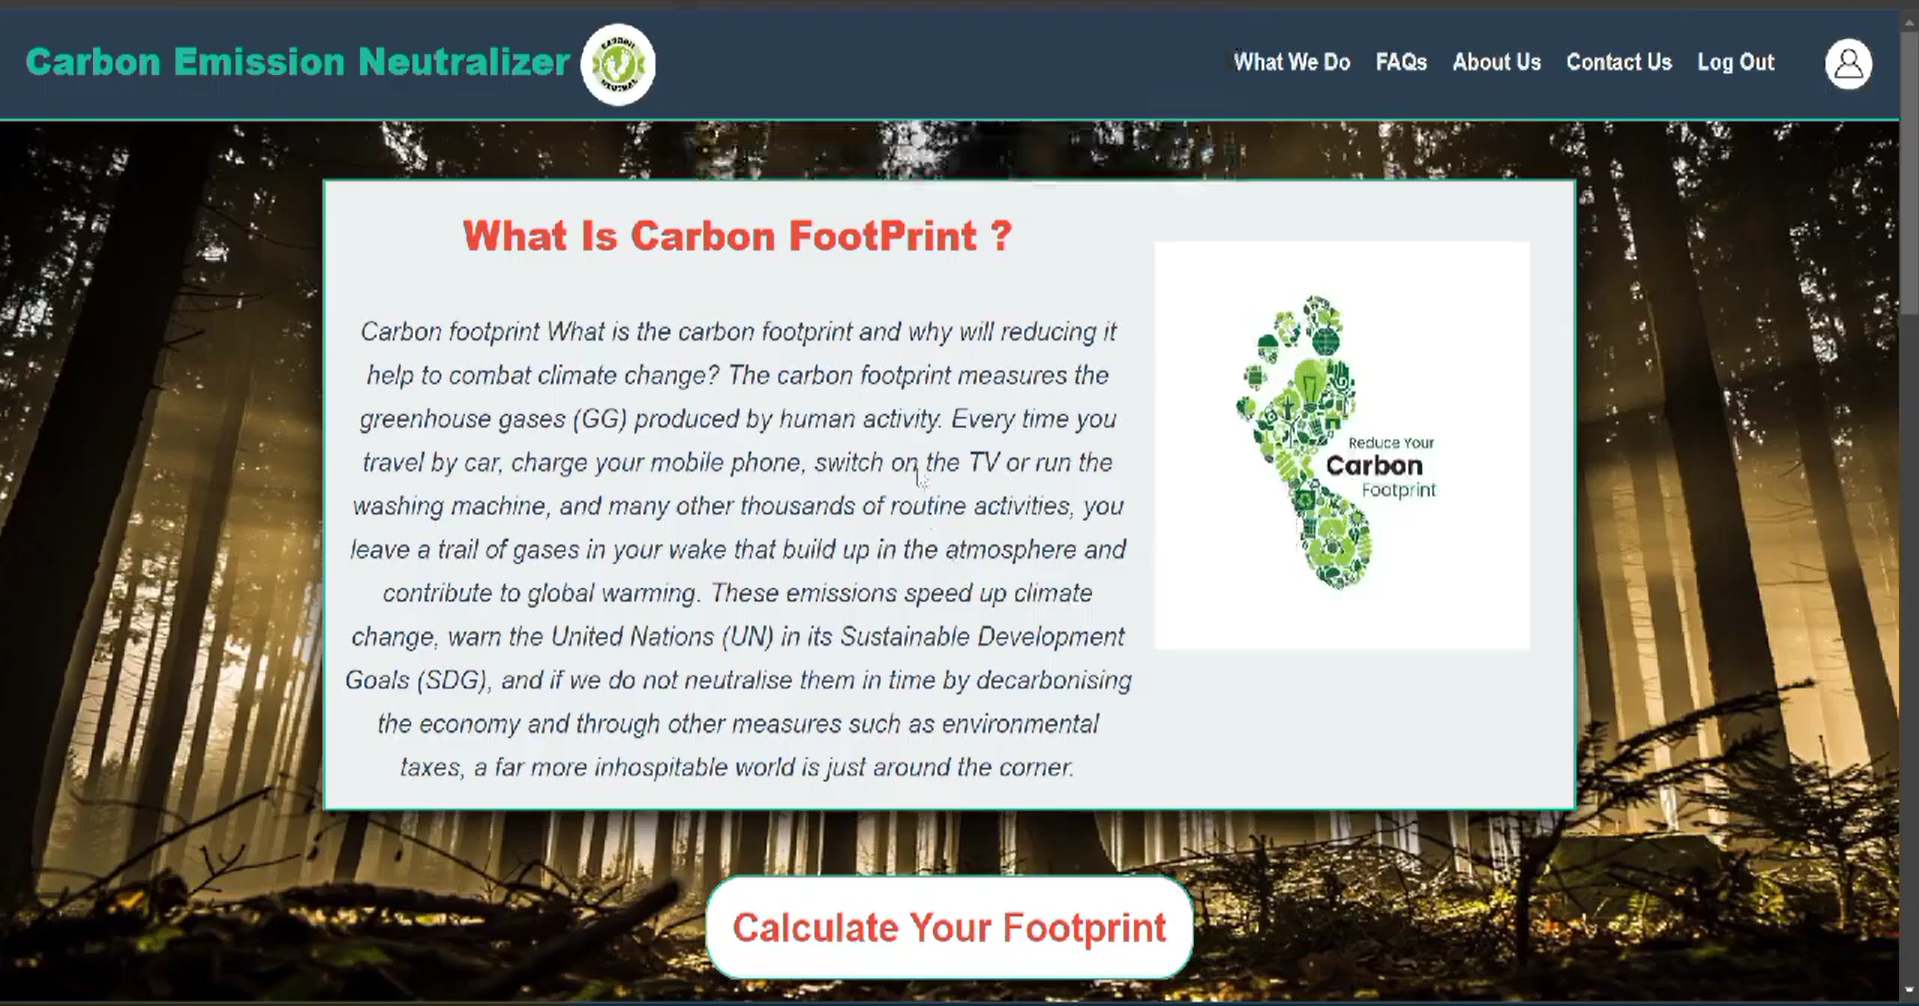 Carbon Emission Neutralizer
CARBON
NEUTRAL
What We Do FAQs About Us Contact Us Log Out
What Is Carbon FootPrint ?
Carbon footprint What is the carbon footprint and why will reducing it
help to combat climate change? The carbon footprint measures the
greenhouse gases (GG) produced by human activity. Every time you
travel by car, charge your mobile phone, switch on the TV or run the
washing machine, and many other thousands of routine activities, you
leave a trail of gases in your wake that build up in the atmosphere and
contribute to global warming. These emissions speed up climate
change, warn the United Nations (UN) in its Sustainable Development
Goals (SDG), and if we do not neutralise them in time by decarbonising
the economy and through other measures such as environmental
taxes, a far more inhospitable world is just around the corner.
Reduce Your
Carbon
Footprint
Calculate Your Footprint